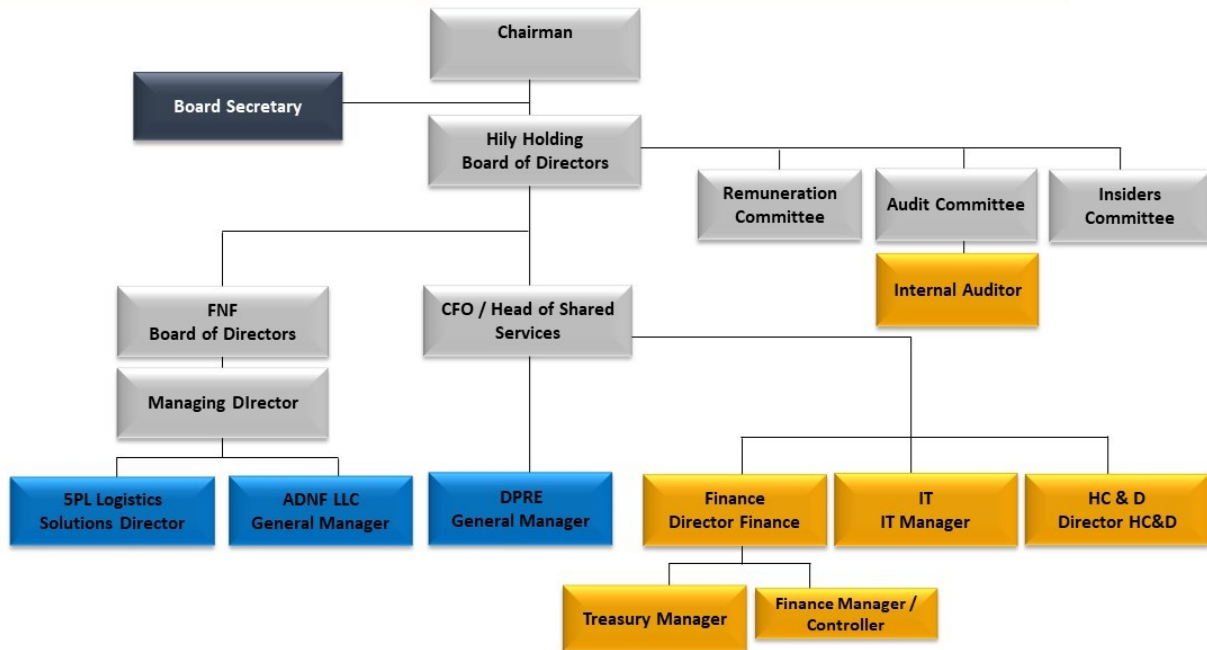 Chairman
Board Secretary
Hily Holding
Board of Directors
Remuneration
Committee
Audit Committee
Insiders
Committee
Internal Auditor
FNF
Board of Directors
CFO / Head of Shared
Services
Managing DIrector
5PL Logistics
Solutions Director
ADNF LLC
General Manager
DPRE
General Manager
Finance
Director Finance
IT
IT Manager
HC & D
Director HC&D
Treasury Manager
Finance Manager /
Controller